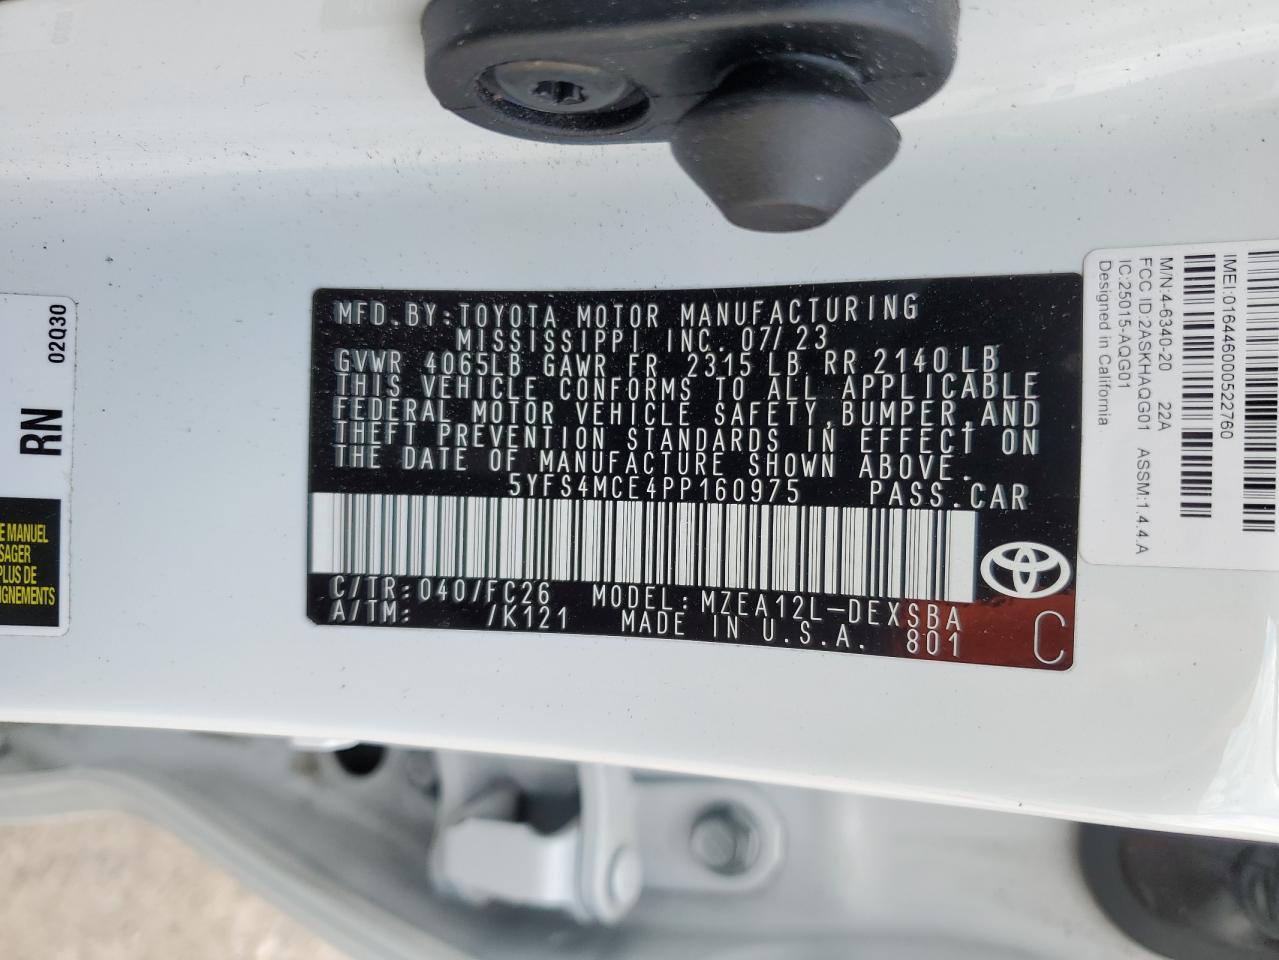 MFD.BY:TOYOTA MOTOR MANUFACTURING
MISSISSIPPI INC. 07/23
GVWR 4065LB GAWR FR 2315 LB RR 2140 LB
THIS VEHICLE CONFORMS TO ALL APPLICABLE
FEDERAL MOTOR VEHICLE SAFETY,BUMPER,AND
THEFT PREVENTION STANDARDS IN EFFECT ON
THE DATE OF MANUFACTURE SHOWN ABOVE.
5YFS4MCE4PP160975 PASS.CAR
C/TR:040/FC26 MODEL:MZEA12L-DEXSBA
A/TM: /K121 MADE IN U.S.A. 801
C
IMEI:016446000522760
M/N-4-6340-20 22A
FCC ID:2ASKHAQG01 ASSM:1.4.4.A
IC:25015-AQG01
Designed in California
02Q30
RN
E MANUEL
SAGER
PLUS DE
IGNEMENTS